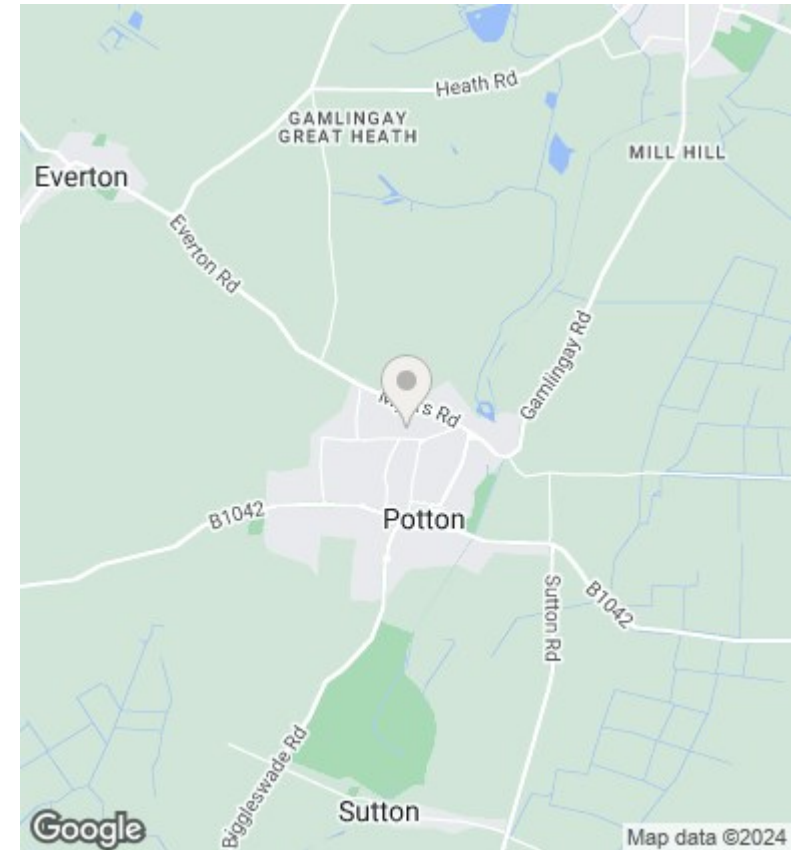 Heath Rd
GAMLINGAY
GREAT HEATH
MILL HILL
Everton
Everton Rd
Gamlingay Rd
B1042
Potton
Sutton Rd
B1042
Biggleswade Rd
Sutton
Google
Map data ©2024